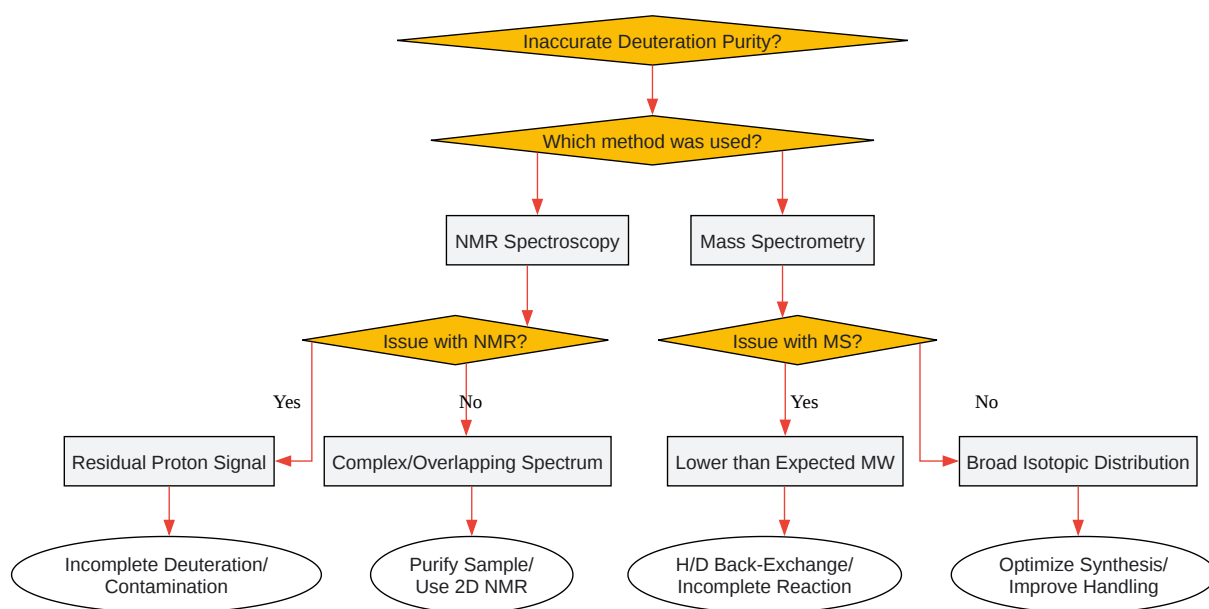 Inaccurate Deuteration Purity?
Which method was used?
NMR Spectroscopy
Mass Spectrometry
Issue with NMR?
Issue with MS?
Yes
No
Yes
No
Residual Proton Signal
Complex/Overlapping Spectrum
Lower than Expected MW
Broad Isotopic Distribution
Incomplete Deuteration/
Contamination
Purify Sample/
Use 2D NMR
H/D Back-Exchange/
Incomplete Reaction
Optimize Synthesis/
Improve Handling